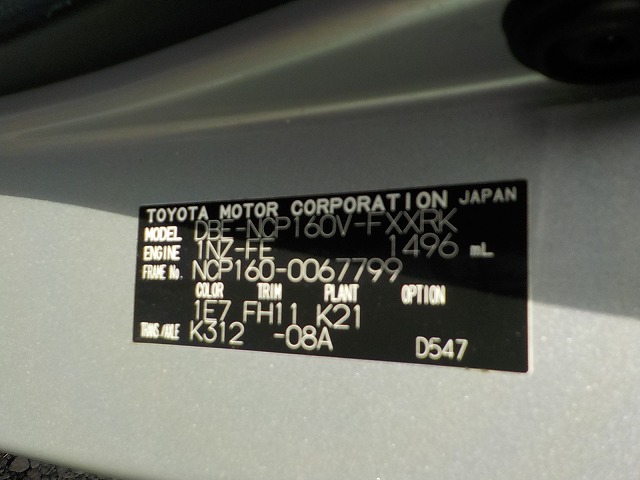 TOYOTA MOTOR CORPORATION JAPAN
MODEL DBE-NCP160V-FXXRK
ENGINE 1NZ-FE 1496 mL
FRAME No. NCP160-0067799
COLOR TRIM PLANT OPTION
1E7 FH11 K21
TRANS/AXLE K312 -08A D547